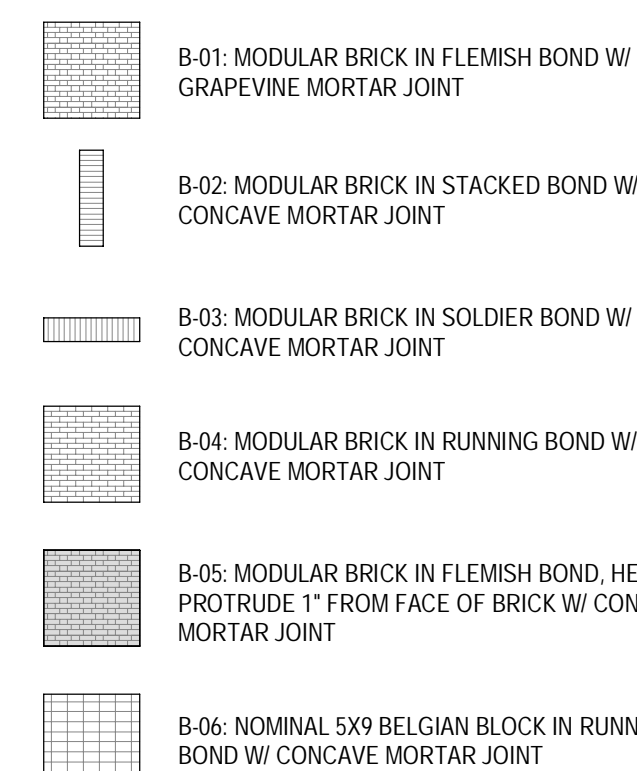 B-01: MODULAR BRICK IN FLEMISH BOND W/
GRAPEVINE MORTAR JOINT
B-02: MODULAR BRICK IN STACKED BOND W/
CONCAVE MORTAR JOINT
B-03: MODULAR BRICK IN SOLDIER BOND W/
CONCAVE MORTAR JOINT
B-04: MODULAR BRICK IN RUNNING BOND W/
CONCAVE MORTAR JOINT
B-05: MODULAR BRICK IN FLEMISH BOND, HE
PROTRUDE 1" FROM FACE OF BRICK W/ CON
MORTAR JOINT
B-06: NOMINAL 5X9 BELGIAN BLOCK IN RUNN
BOND W/ CONCAVE MORTAR JOINT